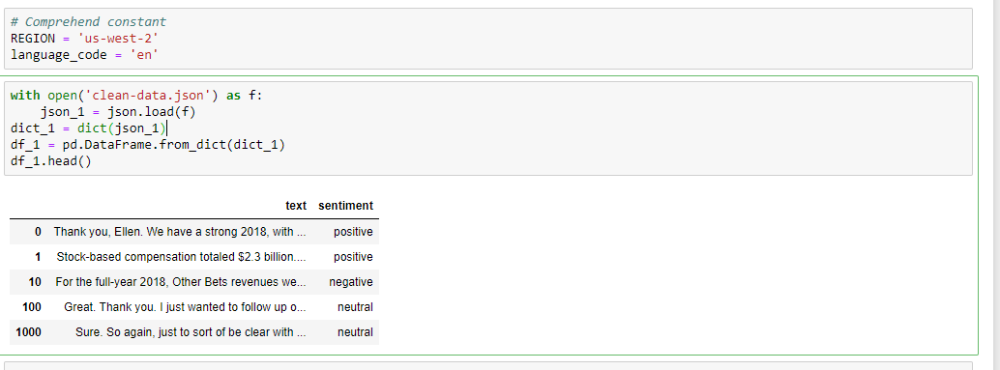 # Comprehend constant
REGION = 'us-west-2'
language_code = 'en'
with open('clean-data.json') as f:
    json_1 = json.load(f)
dict_1 = dict(json_1)
df_1 = pd.DataFrame.from_dict(dict_1)
df_1.head()
text sentiment
0 Thank you, Ellen. We have a strong 2018, with ... positive
1 Stock-based compensation totaled $2.3 billion.... positive
10 For the full-year 2018, Other Bets revenues we... negative
100 Great. Thank you. I just wanted to follow up o... neutral
1000 Sure. So again, just to sort of be clear with ... neutral